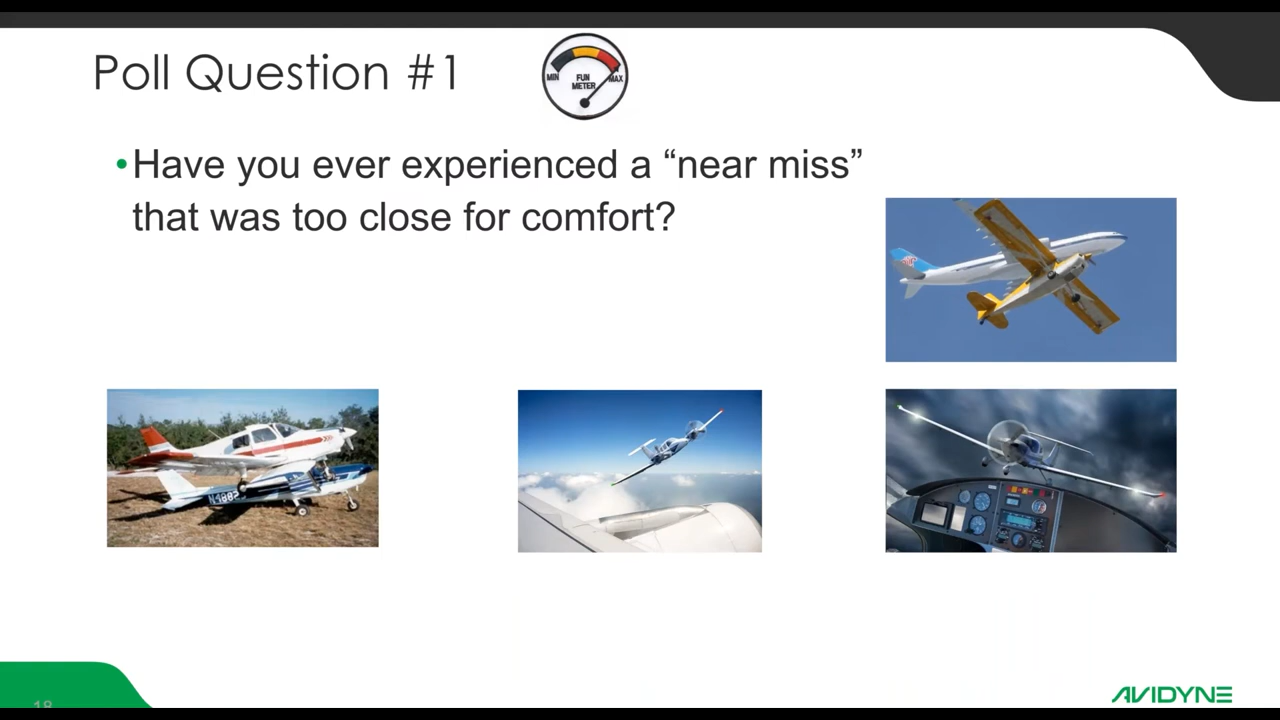 Poll Question #1
MIN
FUN
METER
MAX
•Have you ever experienced a “near miss”
that was too close for comfort?
18
AVIDYNE